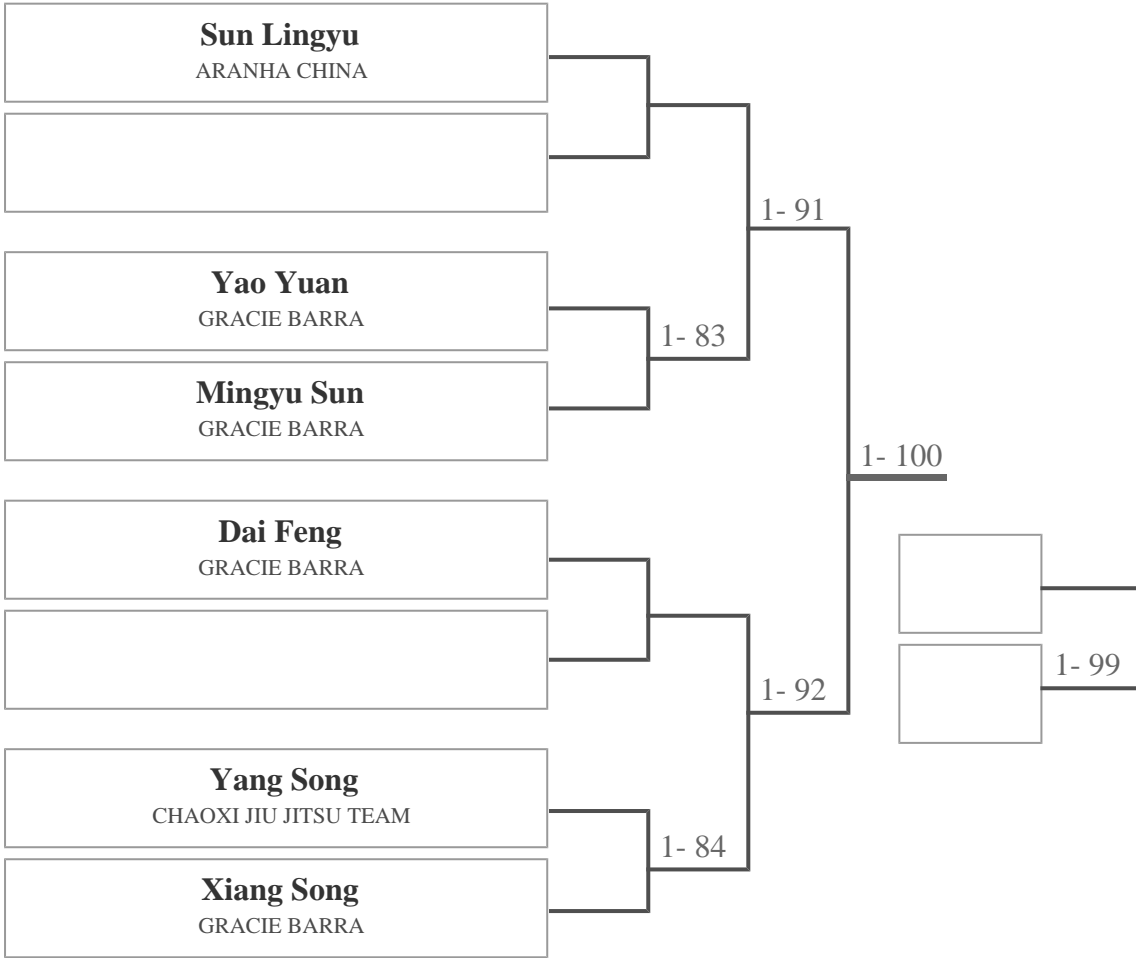 Sun Lingyu
ARANHA CHINA
1- 91
Yao Yuan
GRACIE BARRA
1- 83
Mingyu Sun
GRACIE BARRA
1- 100
Dai Feng
GRACIE BARRA
1- 99
1- 92
Yang Song
CHAOXI JIU JITSU TEAM
1- 84
Xiang Song
GRACIE BARRA